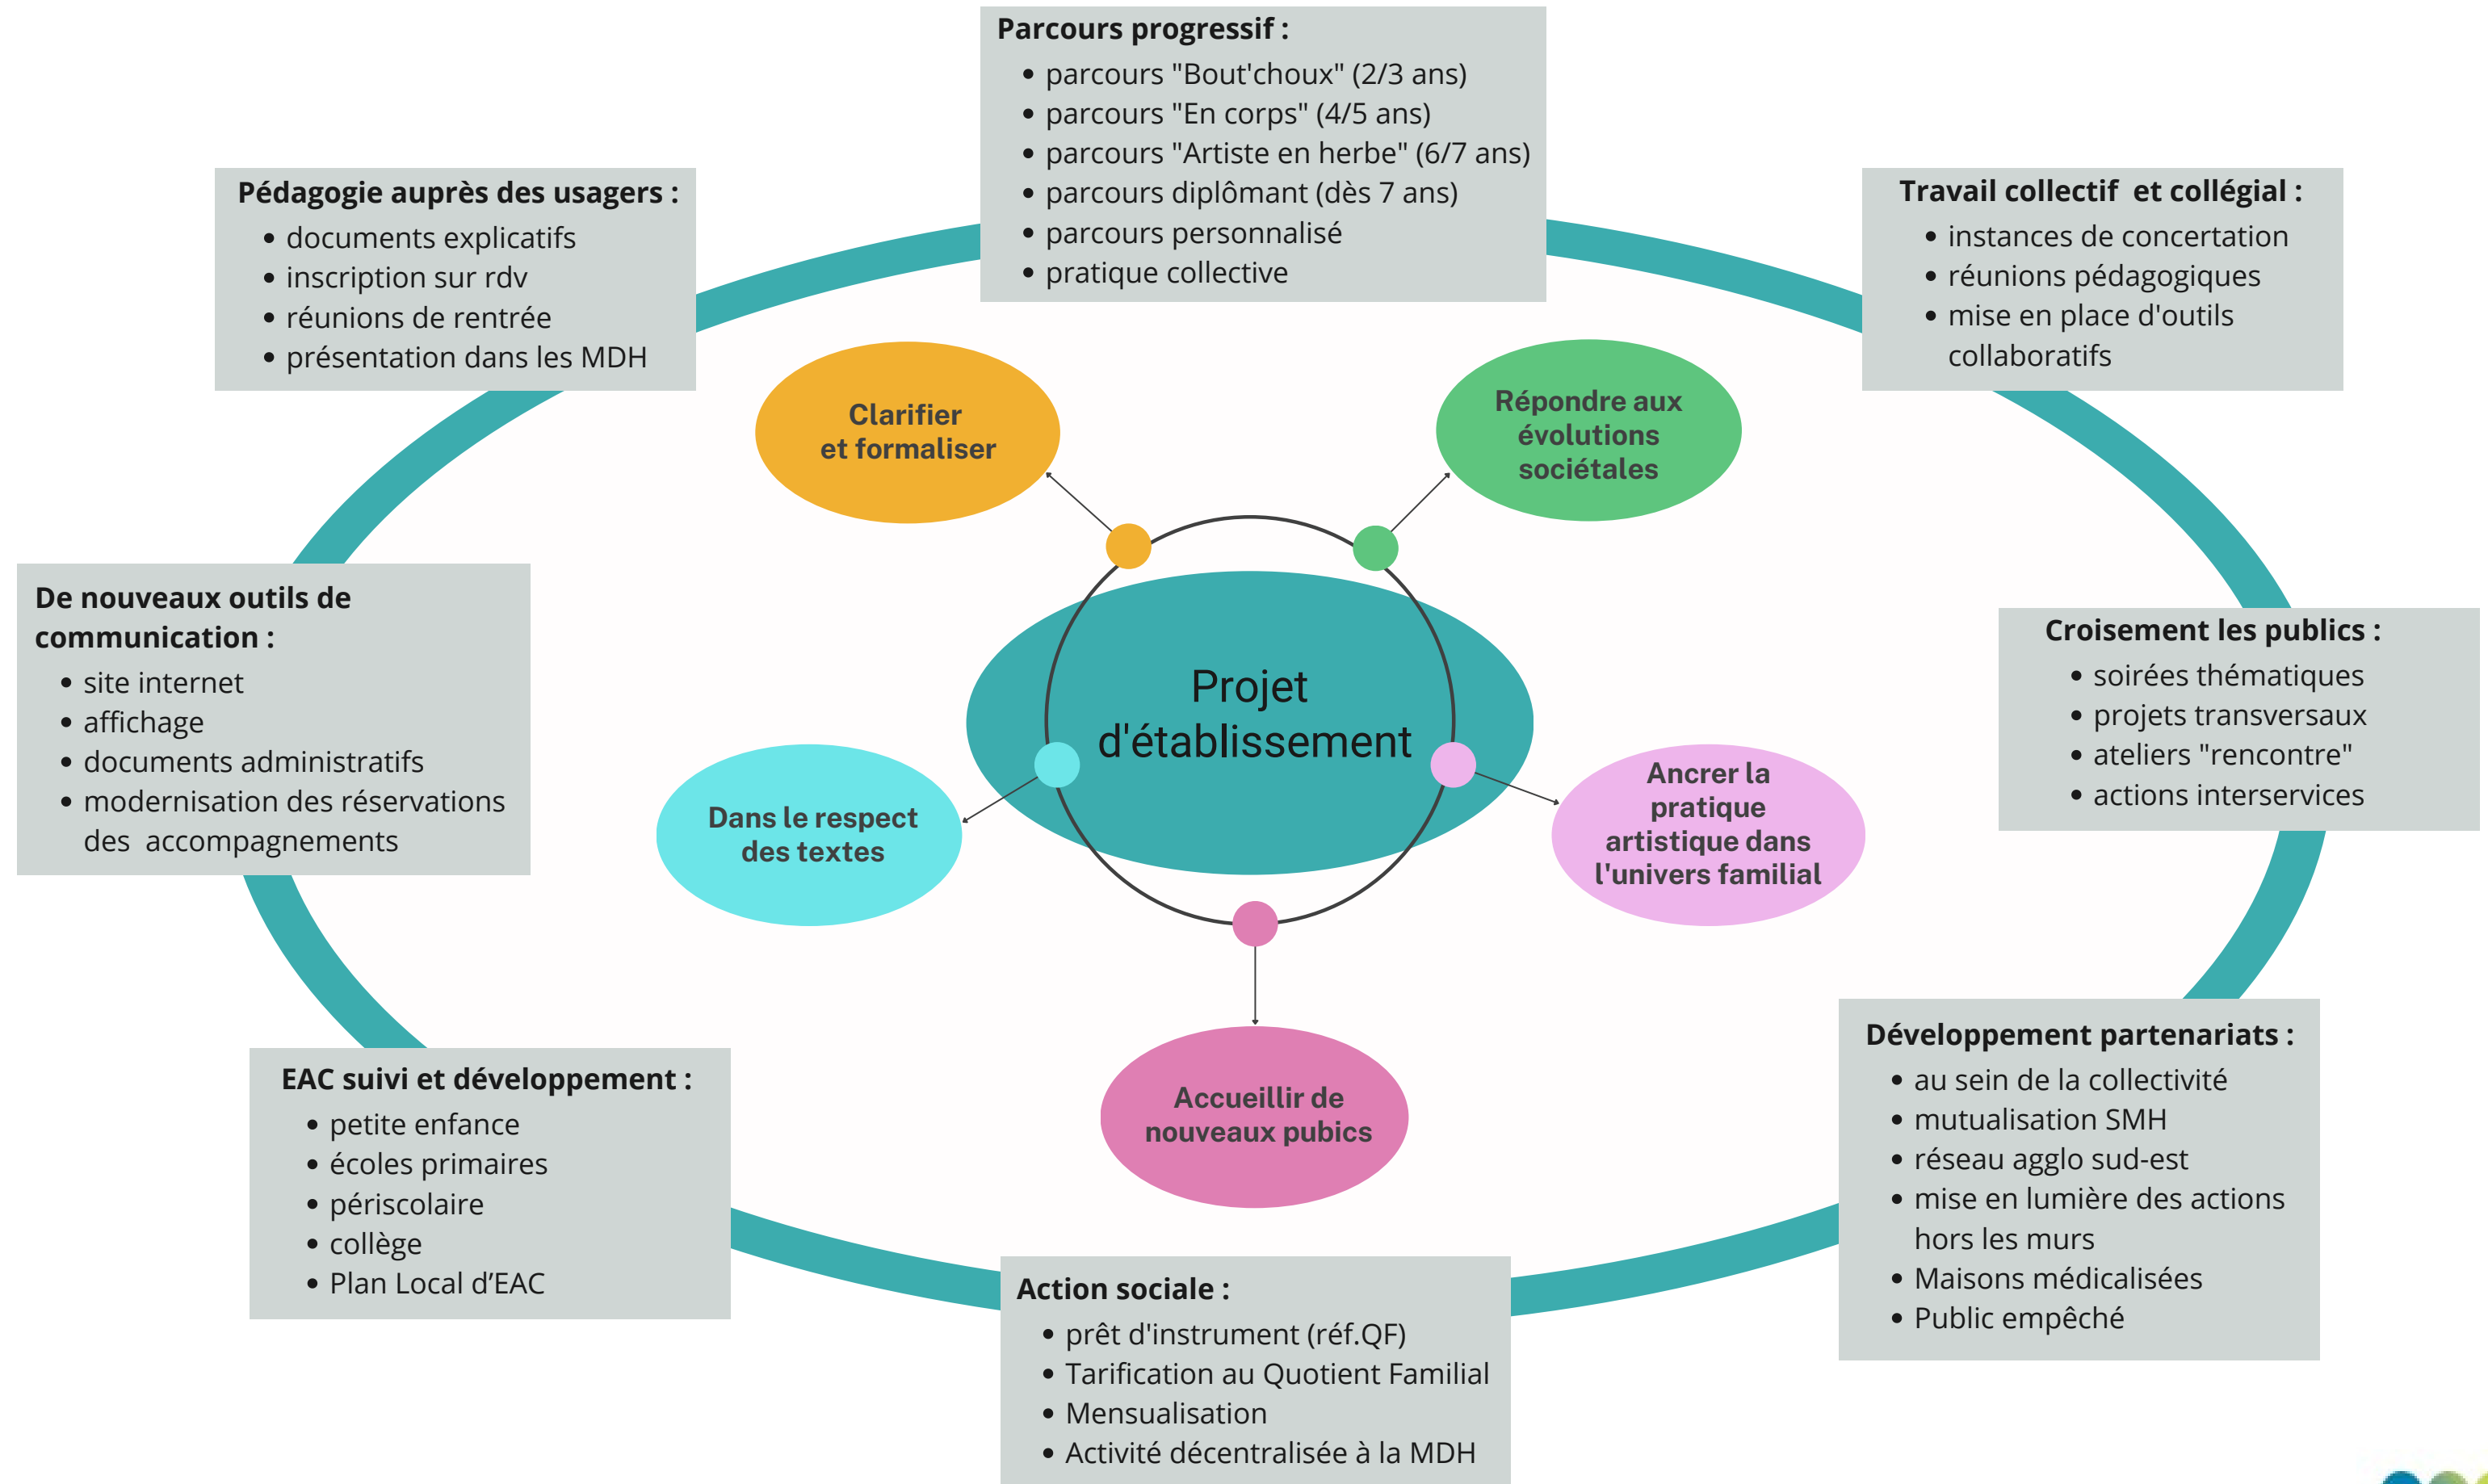 Parcours progressif :
• parcours "Bout'choux" (2/3 ans)
• parcours "En corps" (4/5 ans)
• parcours "Artiste en herbe" (6/7 ans)
• parcours diplômant (dès 7 ans)
• parcours personnalisé
• pratique collective
Pédagogie auprès des usagers :
• documents explicatifs
• inscription sur rdv
• réunions de rentrée
• présentation dans les MDH
Travail collectif et collégial :
• instances de concertation
• réunions pédagogiques
• mise en place d'outils
collaboratifs
Clarifier
et formaliser
Répondre aux
évolutions
sociétales
De nouveaux outils de
communication :
• site internet
• affichage
• documents administratifs
• modernisation des réservations
des accompagnements
Projet
d'établissement
Croisement les publics :
• soirées thématiques
• projets transversaux
• ateliers "rencontre"
• actions interservices
Dans le respect
des textes
Ancrer la
pratique
artistique dans
l'univers familial
Accueillir de
nouveaux pubics
EAC suivi et développement :
• petite enfance
• écoles primaires
• périscolaire
• collège
• Plan Local d’EAC
Action sociale :
• prêt d'instrument (réf.QF)
• Tarification au Quotient Familial
• Mensualisation
• Activité décentralisée à la MDH
Développement partenariats :
• au sein de la collectivité
• mutualisation SMH
• réseau agglo sud-est
• mise en lumière des actions
hors les murs
• Maisons médicalisées
• Public empêché